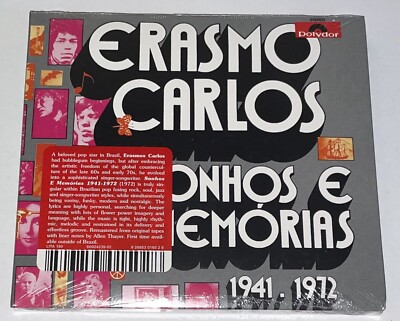 STEREO
Polydor
ERASMO
CARLOS
ONHOS E
EMÓRIAS
1941.1972
A beloved pop star in Brazil, Erasmo Carlos
had bubblegum beginnings, but after embracing
the artistic freedom of the global countercul-
ture of the late 60s and early 70s, he evolved
into a sophisticated singer-songwriter. Sonhos
E Memórias 1941-1972 (1972) is truly sin-
gular within Brazilian pop fusing rock, soul, jazz
and singer-songwriter styles, while simultaneously
being sunny, funky, modern and nostalgic. The
lyrics are highly personal, searching for deeper
meaning with lots of flower power imagery and
language, while the music is tight, highly rhyth-
mic, melodic and restrained in its delivery and
effortless groove. Remastered from original tapes
with liner notes by Allen Thayer. First time avail-
able outside of Brazil.